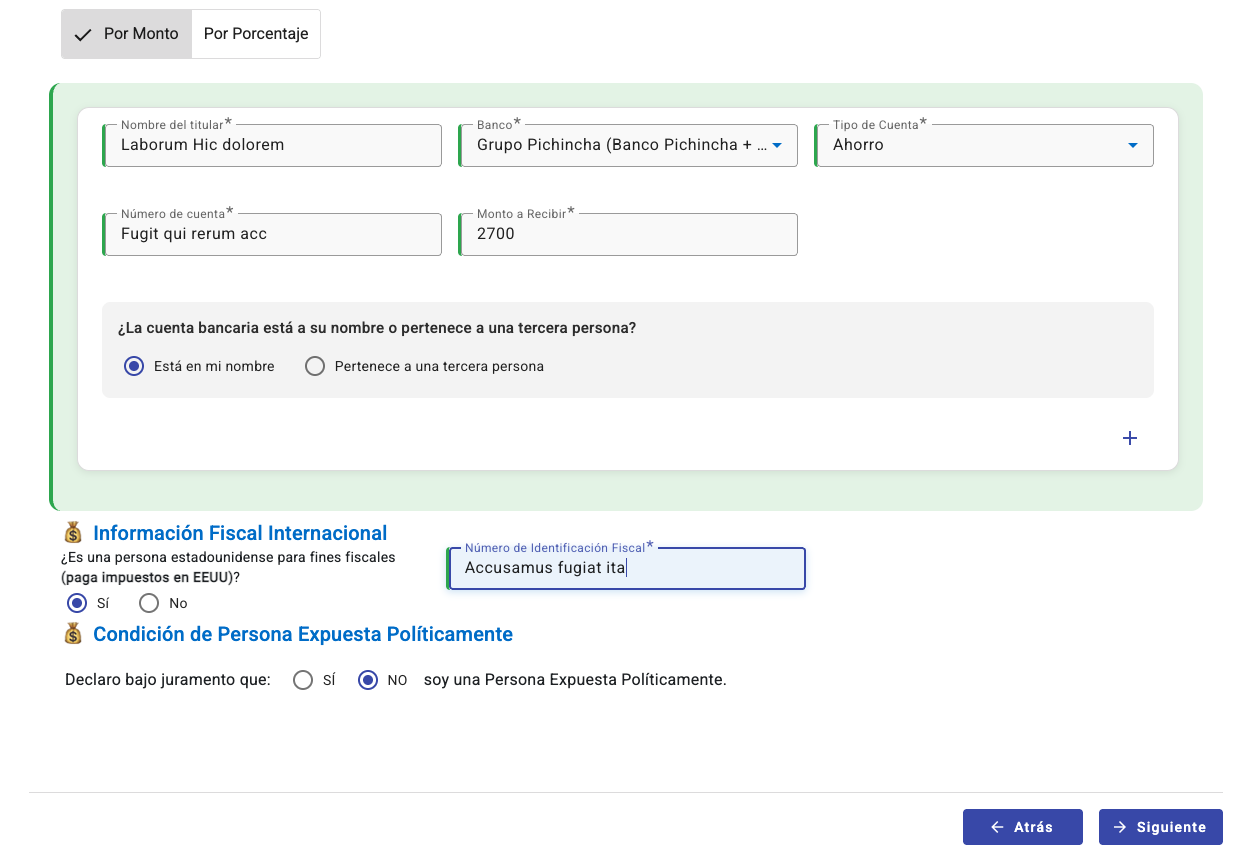 Por Monto Por Porcentaje
Nombre del titular* Banco* Tipo de Cuenta*
Laborum Hic dolorem Grupo Pichincha (Banco Pichincha + ... Ahorro
Número de cuenta* Monto a Recibir*
Fugit qui rerum acc 2700
¿La cuenta bancaria está a su nombre o pertenece a una tercera persona?
Está en mi nombre Pertenece a una tercera persona
+
Información Fiscal Internacional
¿Es una persona estadounidense para fines fiscales
(paga impuestos en EEUU)?
Sí No
Número de Identificación Fiscal*
Accusamus fugiat ita
Condición de Persona Expuesta Políticamente
Declaro bajo juramento que: SÍ NO soy una Persona Expuesta Políticamente.
Atrás Siguiente